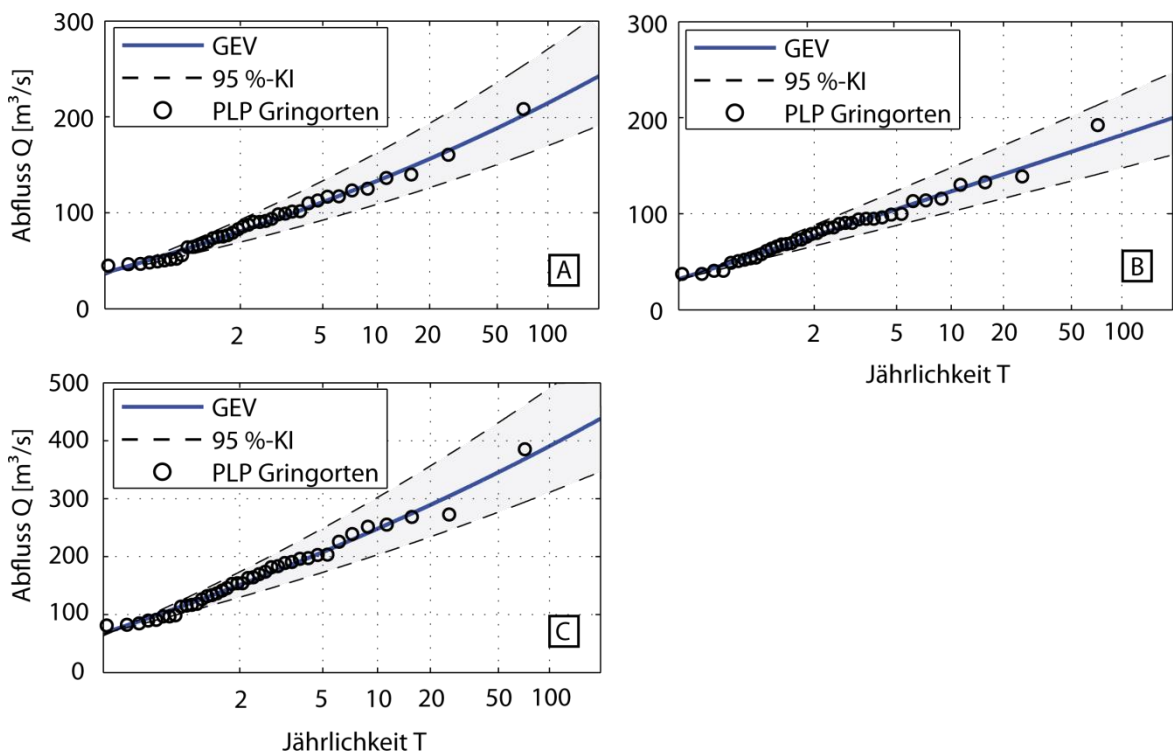 300
200
100
0
Abfluss Q [m³/s]
GEV
95 %-KI
PLP Gringorten
A
2 5 10 20 50 100
300
200
100
0
GEV
95 %-KI
PLP Gringorten
B
2 5 10 20 50 100
Jährlichkeit T
500
400
300
200
100
0
Abfluss Q [m³/s]
GEV
95 %-KI
PLP Gringorten
C
2 5 10 20 50 100
Jährlichkeit T